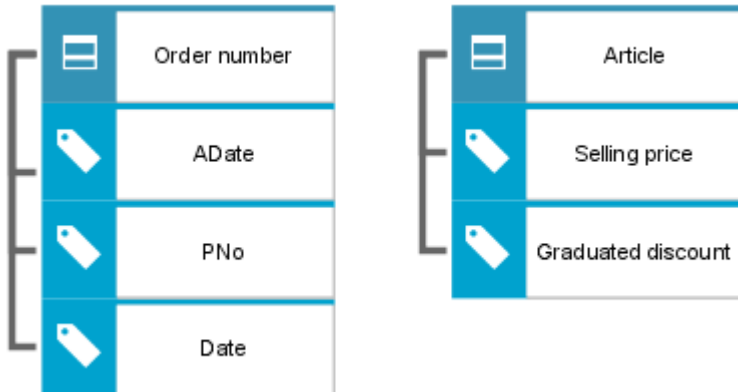 Order number
ADate
PNo
Date
Article
Selling price
Graduated discount